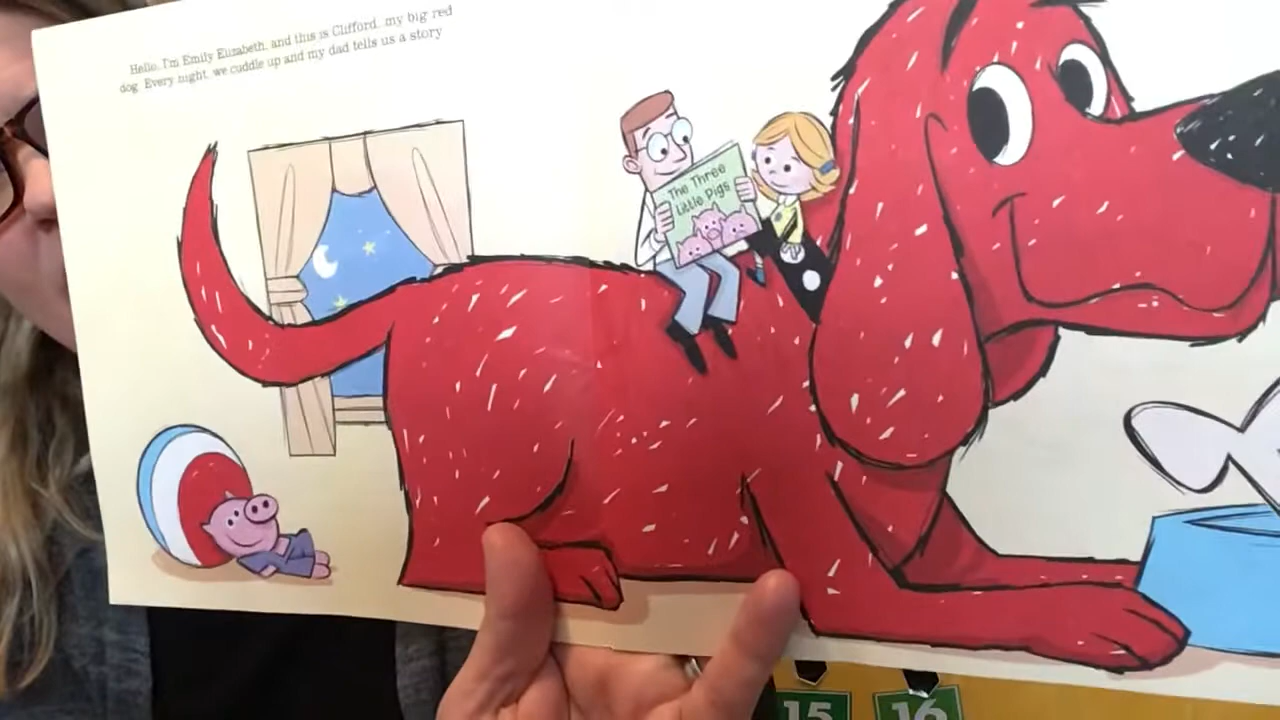 Hello, I'm Emily Elizabeth, and this is Clifford, my big red
dog. Every night, we cuddle up and my dad tells us a story
The Three
Little Pigs
15 16